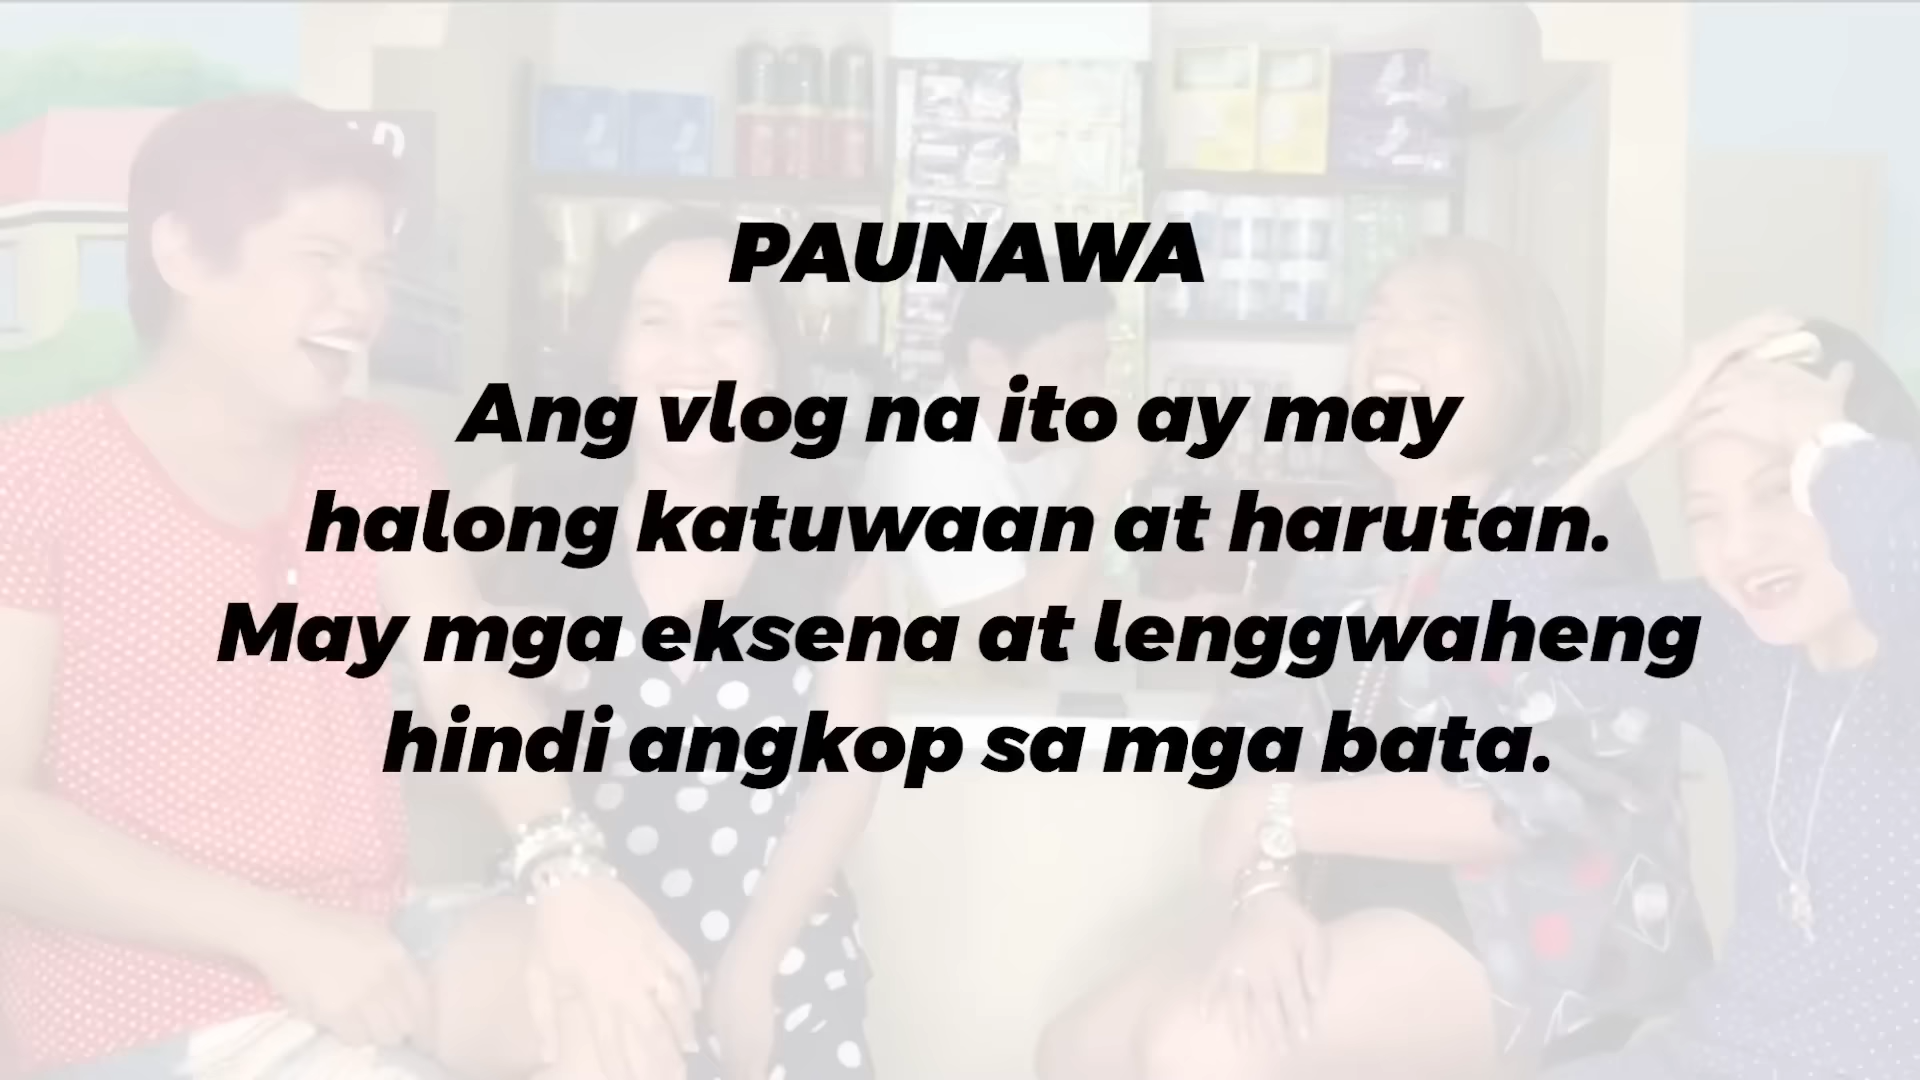 PAUNAWA
Ang vlog na ito ay may
halong katuwaan at harutan.
May mga eksena at lenggwaheng
hindi angkop sa mga bata.